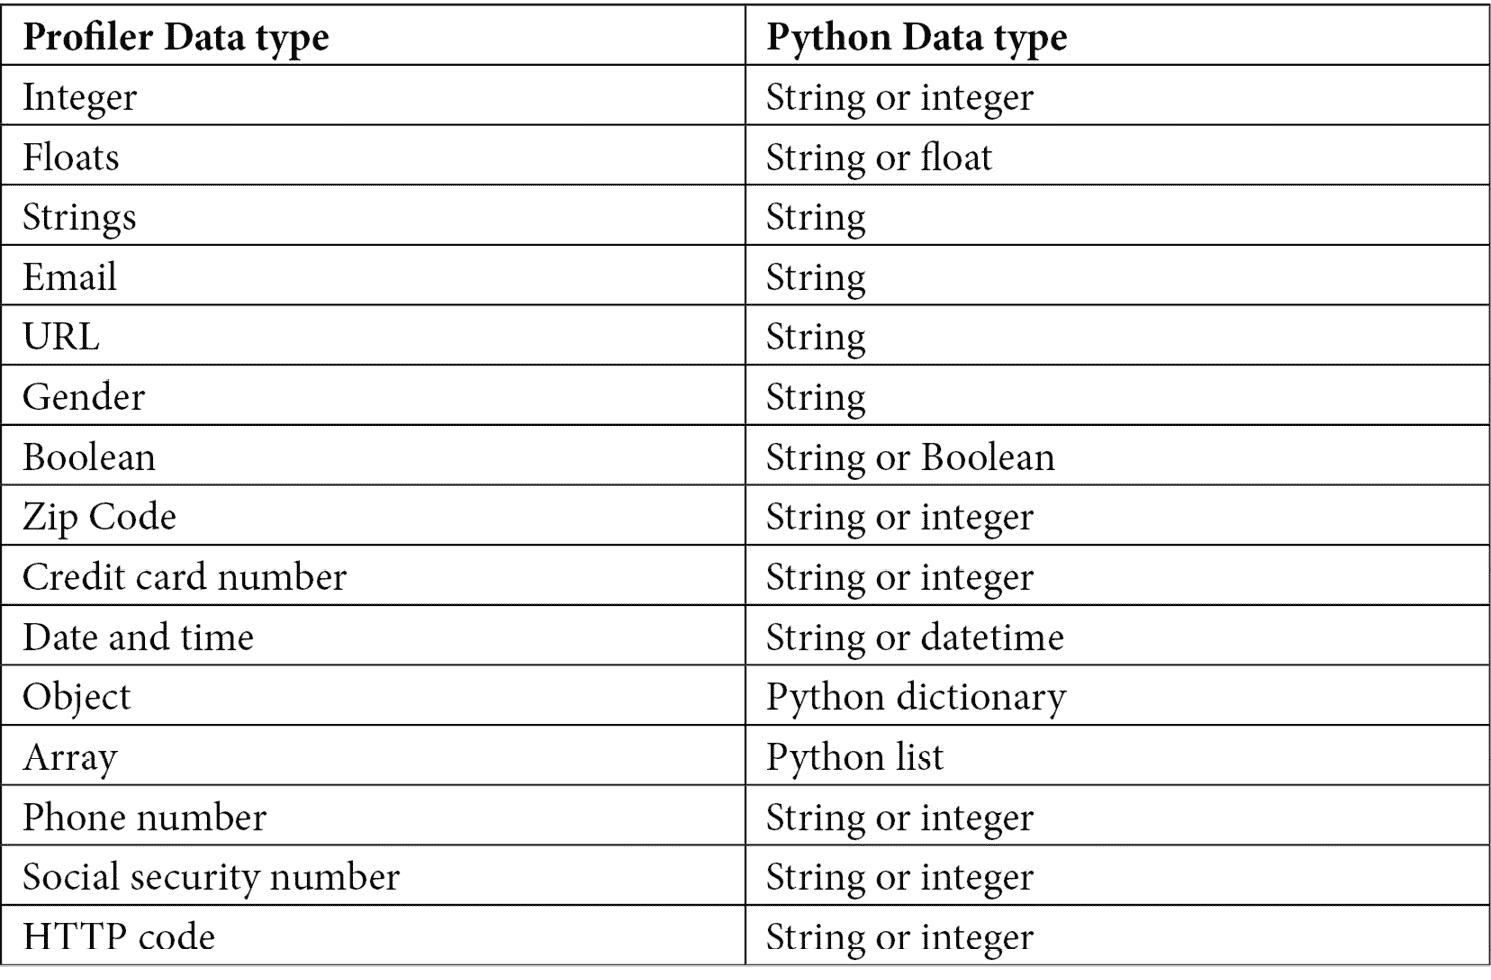 Profiler Data type Python Data type
Integer String or integer
Floats String or float
Strings String
Email String
URL String
Gender String
Boolean String or Boolean
Zip Code String or integer
Credit card number String or integer
Date and time String or datetime
Object Python dictionary
Array Python list
Phone number String or integer
Social security number String or integer
HTTP code String or integer